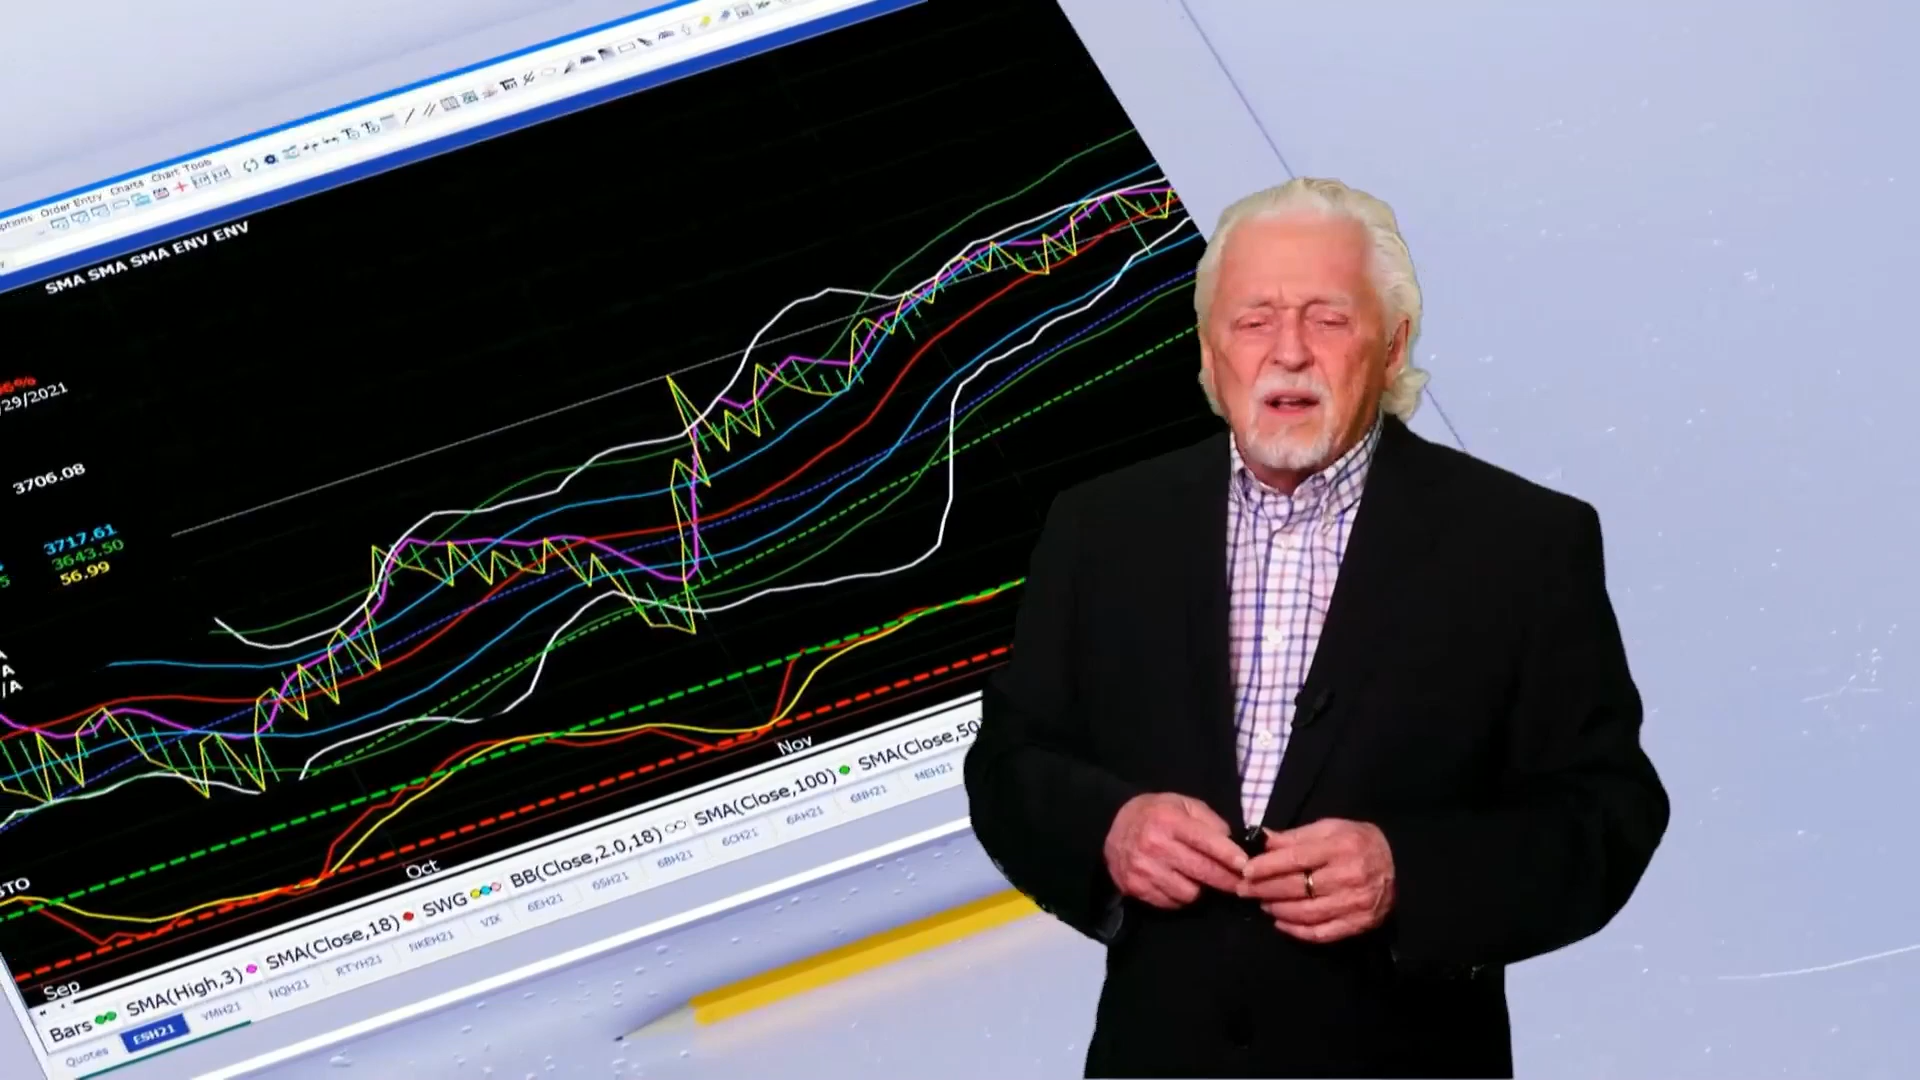 ptions Order Entry Charts Chart Tools
SMA SMA SMA ENV ENV
/29/2021
3706.08
3717.61
3643.50
56.99
STO
Sep
Oct
Nov
Bars SMA(High,3) SMA(Close,18) SWG BB(Close,2.0,18) SMA(Close,100) SMA(Close,50
Quotes ESH21 YMH21 NQH21 RTYH21 NKEH21 VIX 6EH21 6SH21 6BH21 6CH21 6AH21 6NH21 MEH21